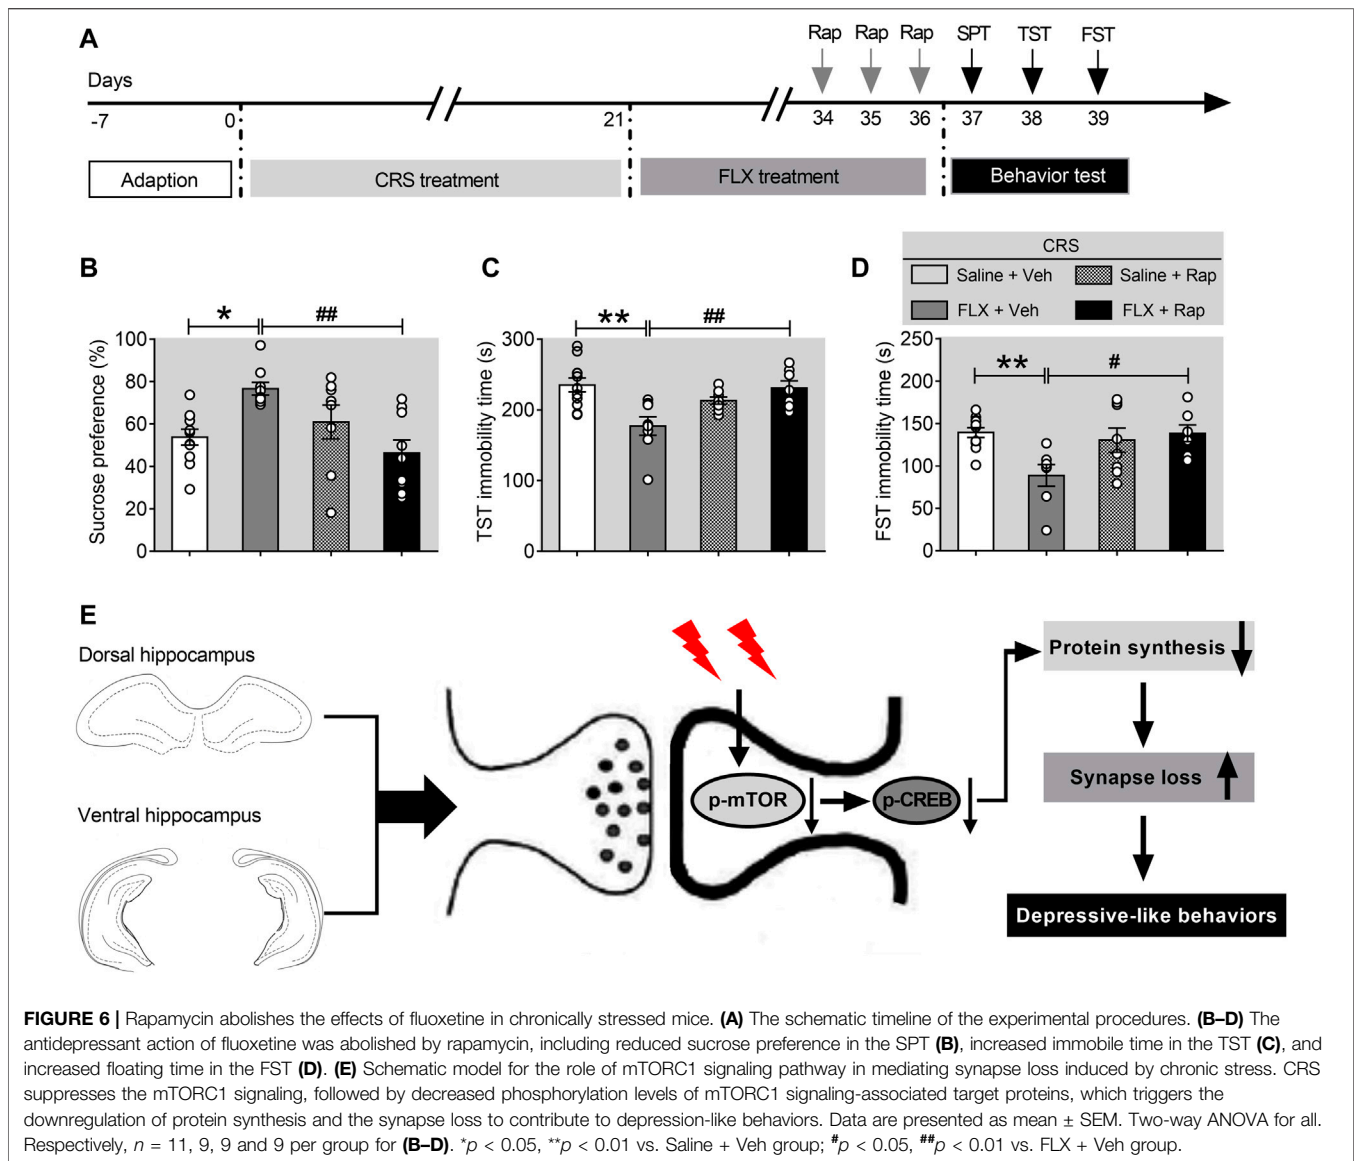 A
Rap Rap Rap SPT TST FST
Days
-7 0 21 34 35 36 37 38 39
Adaption CRS treatment FLX treatment Behavior test
CRS
Saline + Veh Saline + Rap
FLX + Veh FLX + Rap
B
* ##
Sucrose preference (%)
100
80
60
40
20
0
C
** ##
TST immobility time (s)
300
200
100
0
D
** #
FST immobility time (s)
250
200
150
100
50
0
E
Dorsal hippocampus
Ventral hippocampus
p-mTOR p-CREB
Protein synthesis
Synapse loss
Depressive-like behaviors
FIGURE 6 | Rapamycin abolishes the effects of fluoxetine in chronically stressed mice. (A) The schematic timeline of the experimental procedures. (B–D) The
antidepressant action of fluoxetine was abolished by rapamycin, including reduced sucrose preference in the SPT (B), increased immobile time in the TST (C), and
increased floating time in the FST (D). (E) Schematic model for the role of mTORC1 signaling pathway in mediating synapse loss induced by chronic stress. CRS
suppresses the mTORC1 signaling, followed by decreased phosphorylation levels of mTORC1 signaling-associated target proteins, which triggers the
downregulation of protein synthesis and the synapse loss to contribute to depression-like behaviors. Data are presented as mean ± SEM. Two-way ANOVA for all.
Respectively, n = 11, 9, 9 and 9 per group for (B–D). *p < 0.05, **p < 0.01 vs. Saline + Veh group; #p < 0.05, ##p < 0.01 vs. FLX + Veh group.